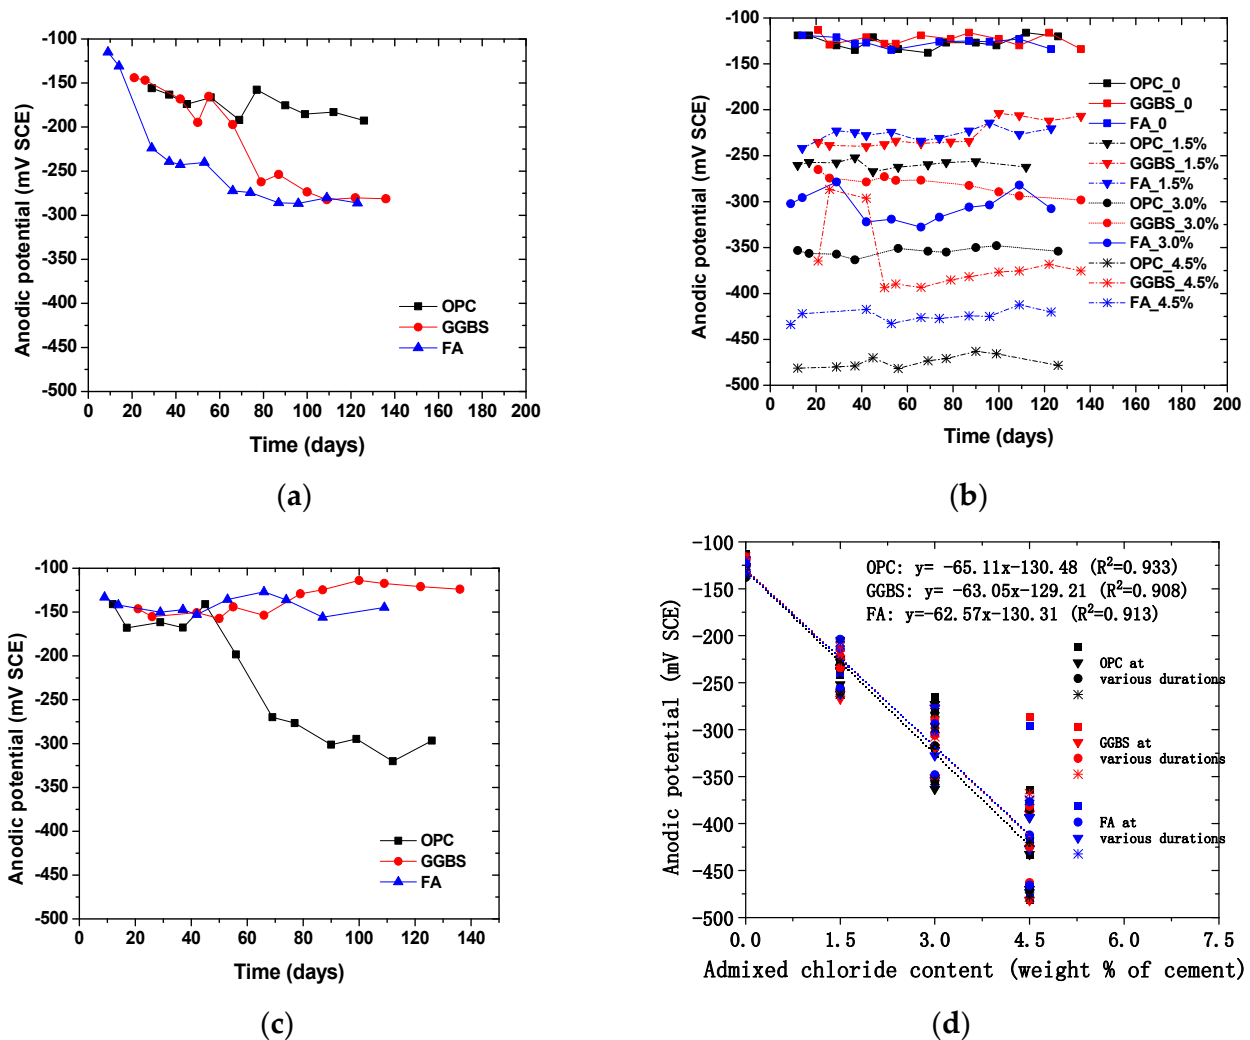 (a)
-100
-150
-200
-250
-300
-350
-400
-450
-500
Anodic potential (mV SCE)
OPC
GGBS
FA
0 20 40 60 80 100 120 140 160 180 200
Time (days)
(a)
-100
-150
-200
-250
-300
-350
-400
-450
-500
Anodic potential (mV SCE)
OPC_0
GGBS_0
FA_0
OPC_1.5%
GGBS_1.5%
FA_1.5%
OPC_3.0%
GGBS_3.0%
FA_3.0%
OPC_4.5%
GGBS_4.5%
FA_4.5%
0 20 40 60 80 100 120 140 160 180 200
Time (days)
(b)
-100
-150
-200
-250
-300
-350
-400
-450
-500
Anodic potential (mV SCE)
OPC
GGBS
FA
0 20 40 60 80 100 120 140
Time (days)
(c)
-100
-150
-200
-250
-300
-350
-400
-450
-500
Anodic potential (mV SCE)
OPC: y= -65.11x-130.48 (R²=0.933)
GGBS: y= -63.05x-129.21 (R²=0.908)
FA: y=-62.57x-130.31 (R²=0.913)
OPC at
various durations
GGBS at
various durations
FA at
various durations
0.0 1.5 3.0 4.5 6.0 7.5
Admixed chloride content (weight % of cement)
(d)